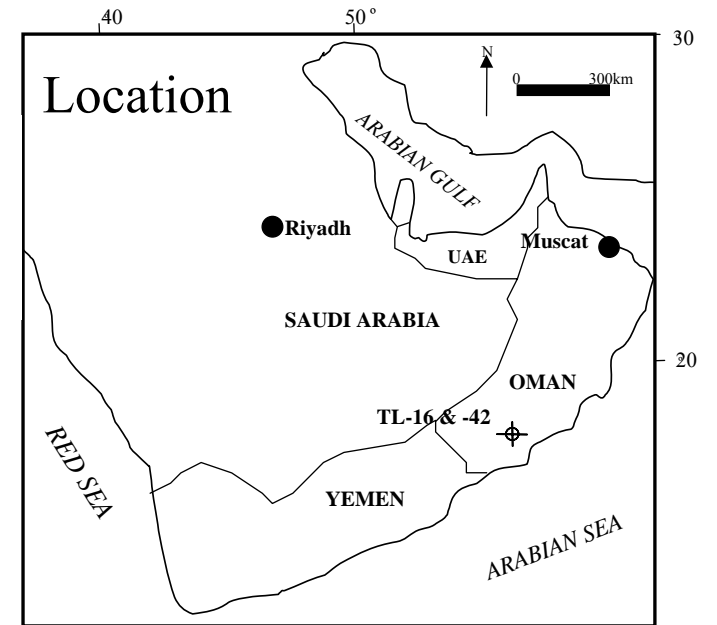 40
50 º
30
N
0
300km
Location
ARABIAN GULF
Riyadh
Muscat
UAE
SAUDI ARABIA
20
OMAN
TL-16 & -42
RED SEA
YEMEN
ARABIAN SEA